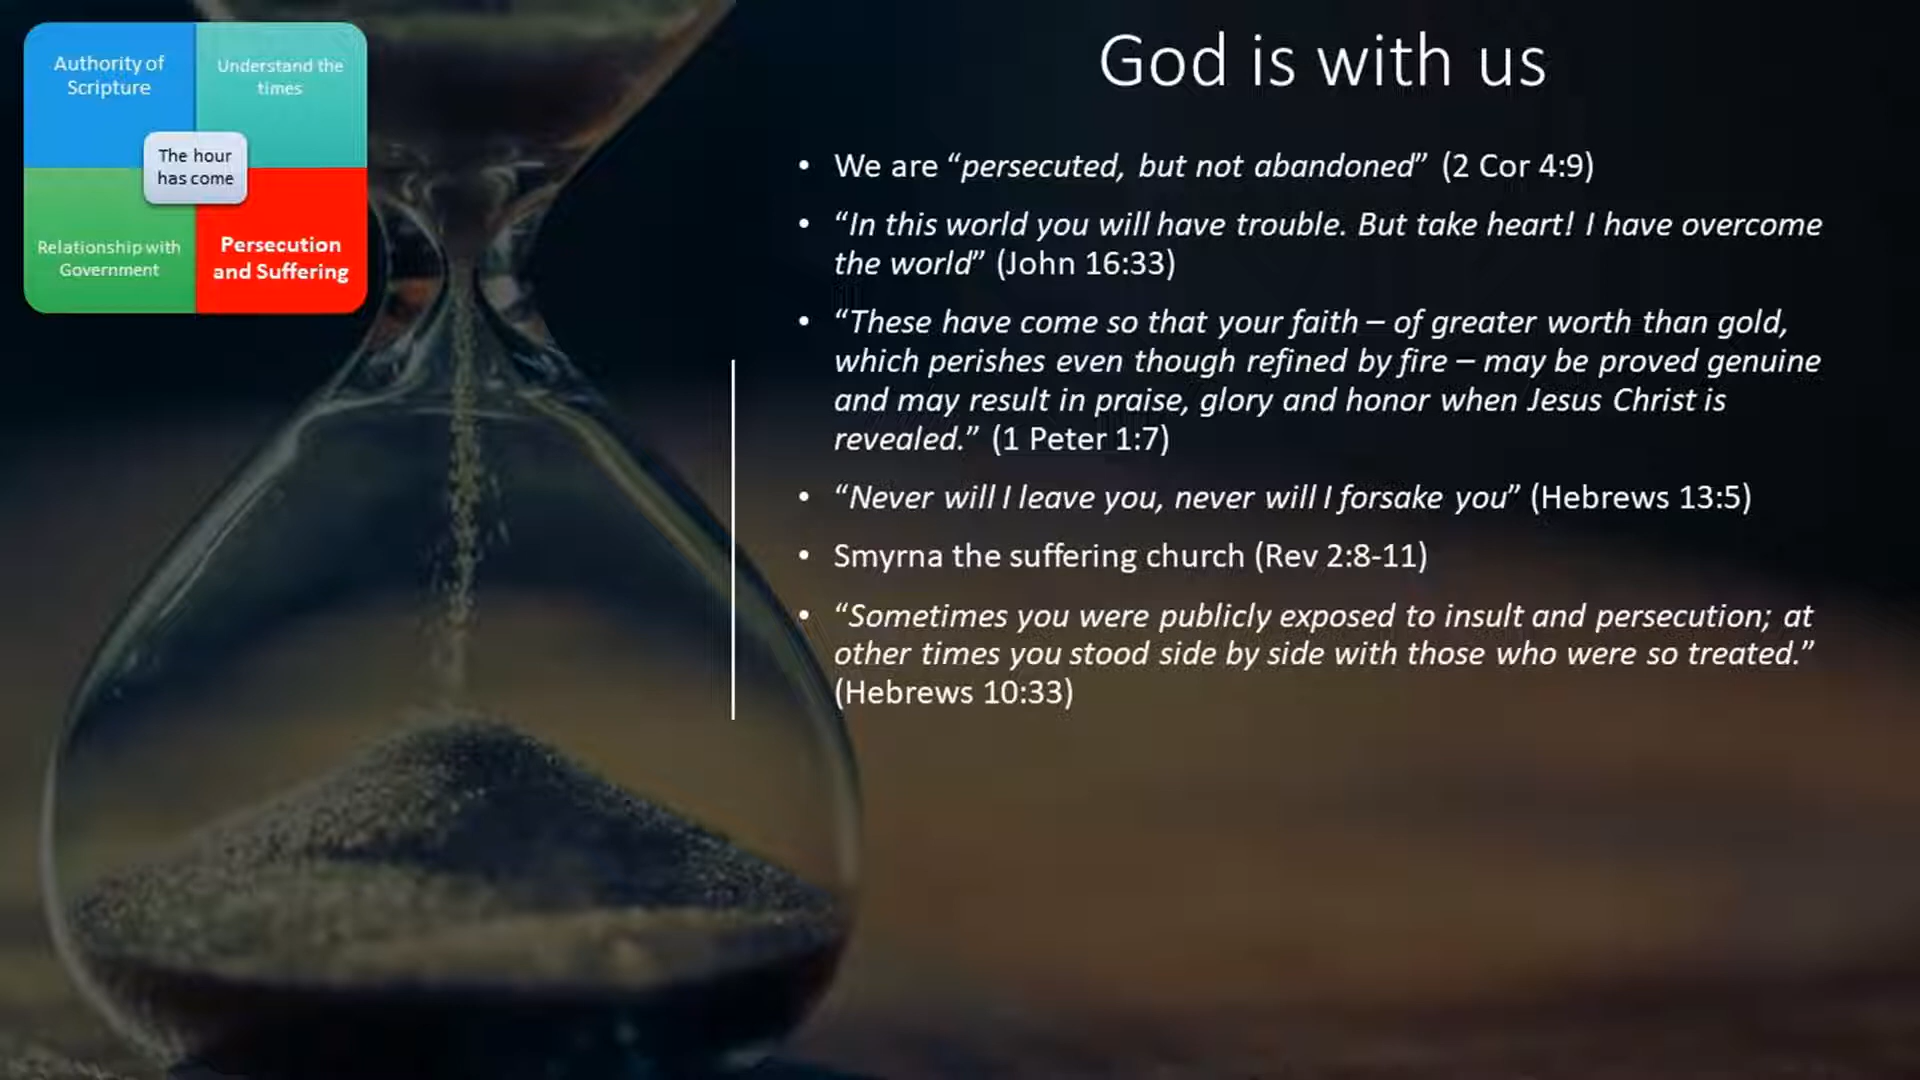 Authority of
Scripture
Understand the
times
The hour
has come
Relationship with
Government
Persecution
and Suffering
God is with us
• We are “persecuted, but not abandoned” (2 Cor 4:9)
• “In this world you will have trouble. But take heart! I have overcome
the world” (John 16:33)
• “These have come so that your faith – of greater worth than gold,
which perishes even though refined by fire – may be proved genuine
and may result in praise, glory and honor when Jesus Christ is
revealed.” (1 Peter 1:7)
• “Never will I leave you, never will I forsake you” (Hebrews 13:5)
• Smyrna the suffering church (Rev 2:8-11)
• “Sometimes you were publicly exposed to insult and persecution; at
other times you stood side by side with those who were so treated.”
(Hebrews 10:33)